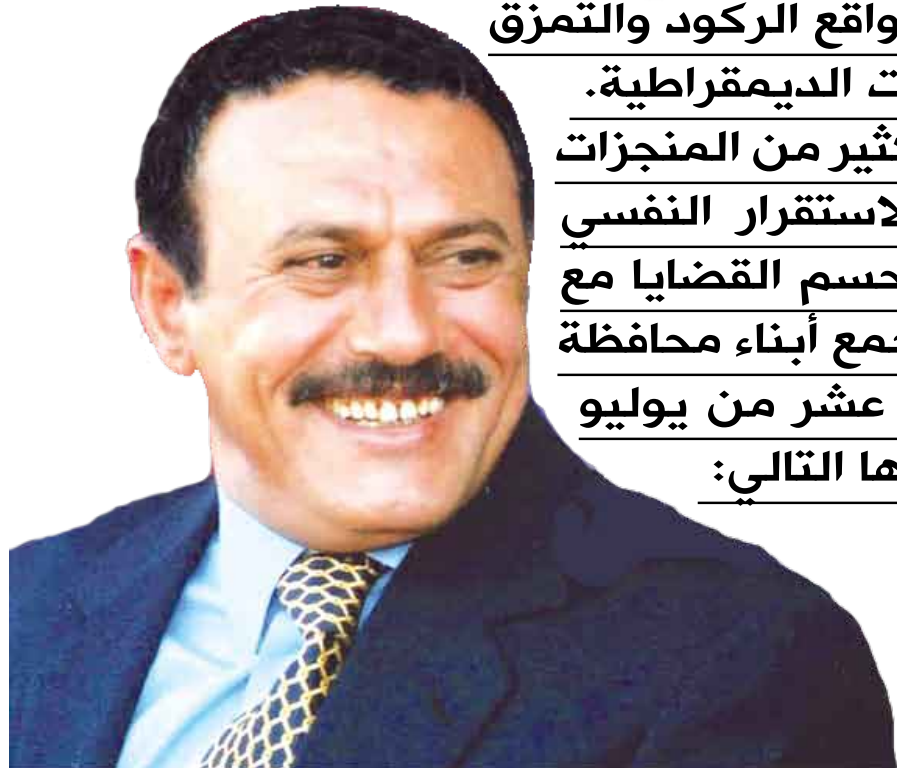 واقع الركود والتمزق
ت الديمقراطية.
ثير من المنجزات
لاستقرار النفسي
حسم القضايا مع
مع أبناء محافظة
عشر من يوليو
ها التالي: